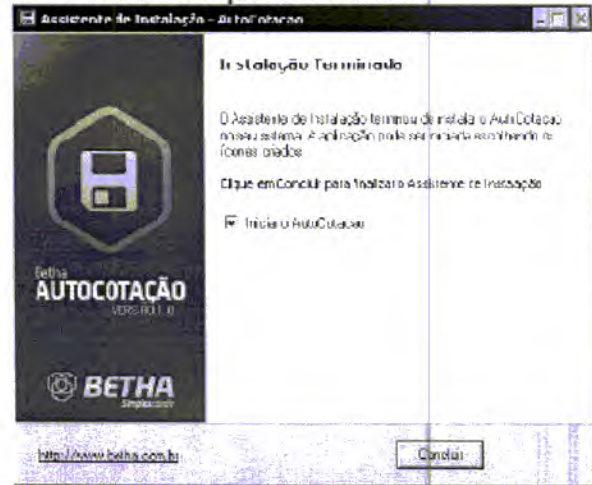 Assistente de Instalação - AutoCotacao
Instalação Terminada
O Assistente de Instalação terminou de instalar o AutoCotacao
no seu sistema. A aplicação pode ser iniciada escolhendo os
ícones criados.
Clique em Concluir para finalizar o Assistente de Instalação.
Iniciar o AutoCotacao
Betha
AUTOCOTAÇÃO
BETHA
http://www.betha.com.br
Concluir